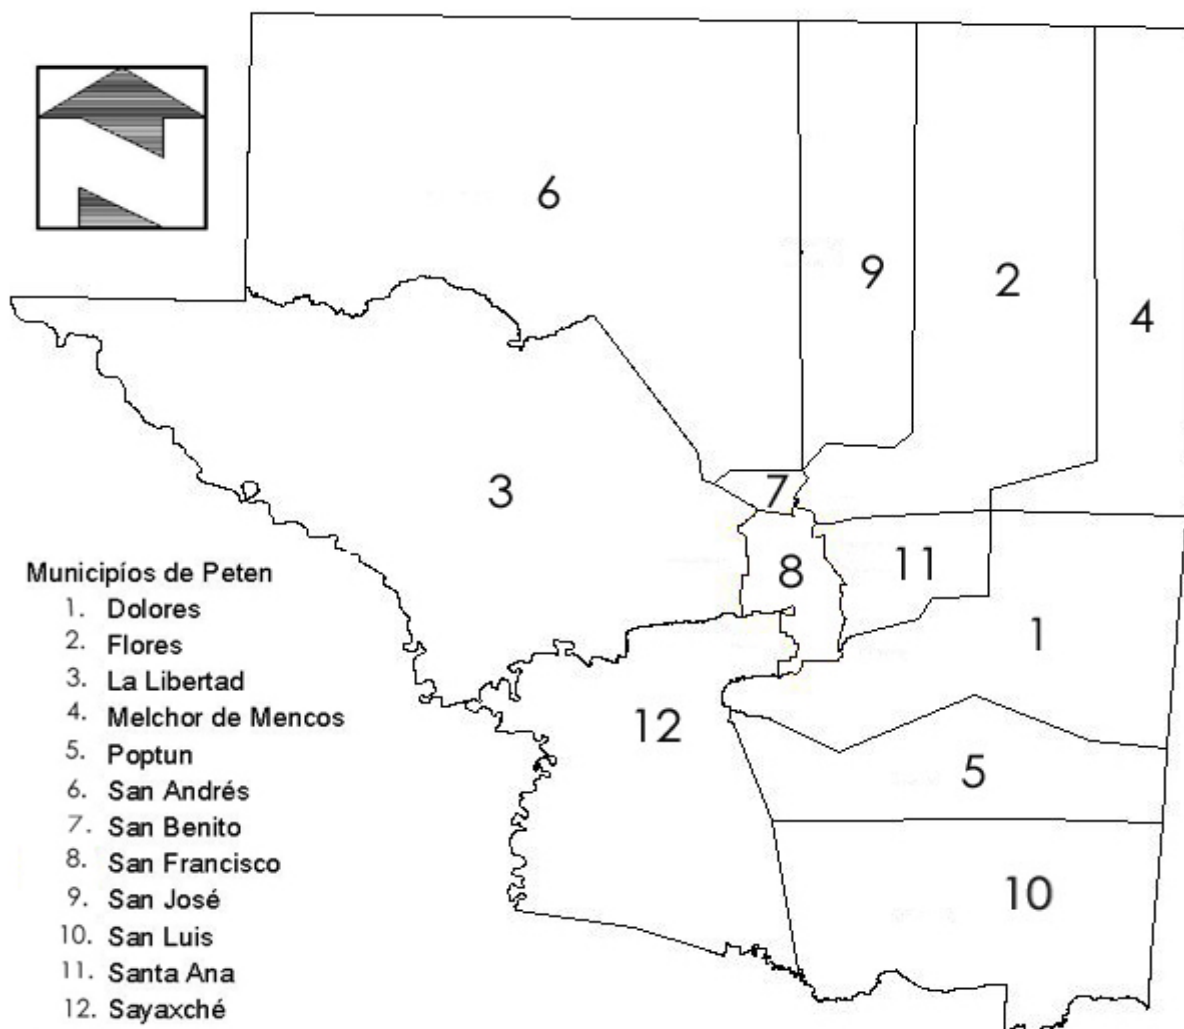 6
9
2
4
3
7
8
11
1
12
5
10
Municipíos de Peten
1. Dolores
2. Flores
3. La Libertad
4. Melchor de Mencos
5. Poptun
6. San Andrés
7. San Benito
8. San Francisco
9. San José
10. San Luis
11. Santa Ana
12. Sayaxché